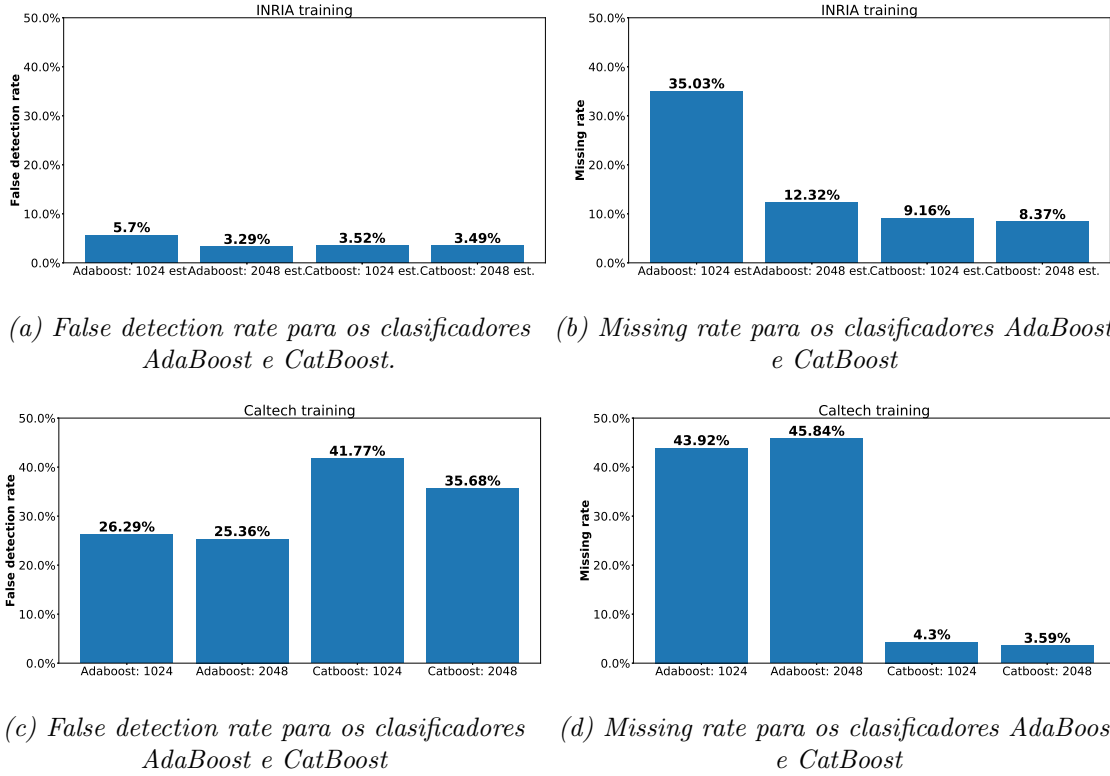 INRIA training
50.0%
40.0%
30.0%
20.0%
10.0%
0.0%
False detection rate
5.7%
3.29%
3.52%
3.49%
Adaboost: 1024 est.
Adaboost: 2048 est.
Catboost: 1024 est.
Catboost: 2048 est.
(a) False detection rate para os clasificadores
AdaBoost e CatBoost.
INRIA training
50.0%
40.0%
30.0%
20.0%
10.0%
0.0%
Missing rate
35.03%
12.32%
9.16%
8.37%
Adaboost: 1024 est.
Adaboost: 2048 est.
Catboost: 1024 est.
Catboost: 2048 est.
(b) Missing rate para os clasificadores AdaBoost
e CatBoost
Caltech training
50.0%
40.0%
30.0%
20.0%
10.0%
0.0%
False detection rate
26.29%
25.36%
41.77%
35.68%
Adaboost: 1024
Adaboost: 2048
Catboost: 1024
Catboost: 2048
(c) False detection rate para os clasificadores
AdaBoost e CatBoost
Caltech training
50.0%
40.0%
30.0%
20.0%
10.0%
0.0%
Missing rate
43.92%
45.84%
4.3%
3.59%
Adaboost: 1024
Adaboost: 2048
Catboost: 1024
Catboost: 2048
(d) Missing rate para os clasificadores AdaBoost
e CatBoost